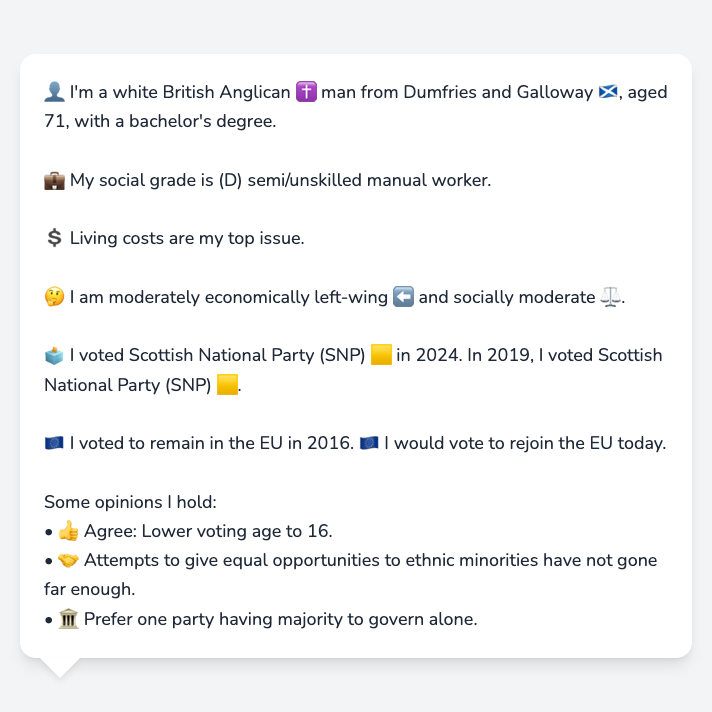 👤 I'm a white British Anglican ✝️ man from Dumfries and Galloway 🏴󠁧󠁢󠁳󠁣󠁴󠁿, aged
71, with a bachelor's degree.
💼 My social grade is (D) semi/unskilled manual worker.
💲 Living costs are my top issue.
🤔 I am moderately economically left-wing ⬅️ and socially moderate ⚖️.
🗳️ I voted Scottish National Party (SNP) 🟨 in 2024. In 2019, I voted Scottish
National Party (SNP) 🟨.
🇪🇺 I voted to remain in the EU in 2016. 🇪🇺 I would vote to rejoin the EU today.
Some opinions I hold:
• 👍 Agree: Lower voting age to 16.
• 🤝 Attempts to give equal opportunities to ethnic minorities have not gone
far enough.
• 🏛️ Prefer one party having majority to govern alone.